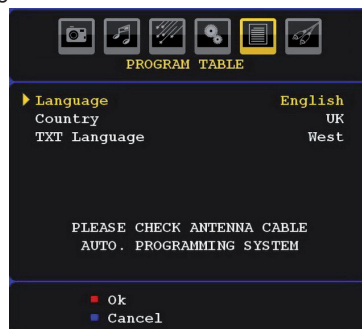 PROGRAM TABLE
Language English
Country UK
TXT Language West
PLEASE CHECK ANTENNA CABLE
AUTO. PROGRAMMING SYSTEM
Ok
Cancel